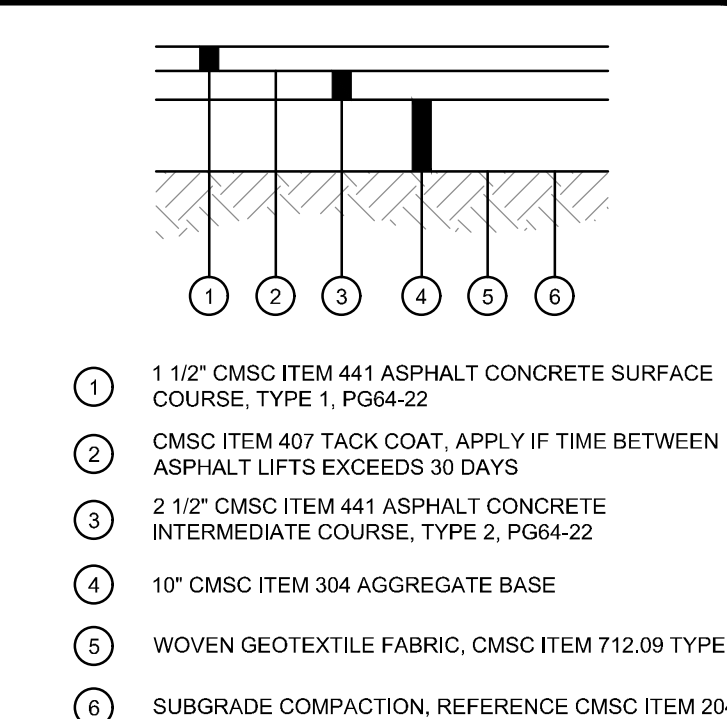 1 2 3 4 5 6
1 1 1/2" CMSC ITEM 441 ASPHALT CONCRETE SURFACE
COURSE, TYPE 1, PG64-22
2 CMSC ITEM 407 TACK COAT, APPLY IF TIME BETWEEN
ASPHALT LIFTS EXCEEDS 30 DAYS
3 2 1/2" CMSC ITEM 441 ASPHALT CONCRETE
INTERMEDIATE COURSE, TYPE 2, PG64-22
4 10" CMSC ITEM 304 AGGREGATE BASE
5 WOVEN GEOTEXTILE FABRIC, CMSC ITEM 712.09 TYPE
6 SUBGRADE COMPACTION, REFERENCE CMSC ITEM 204